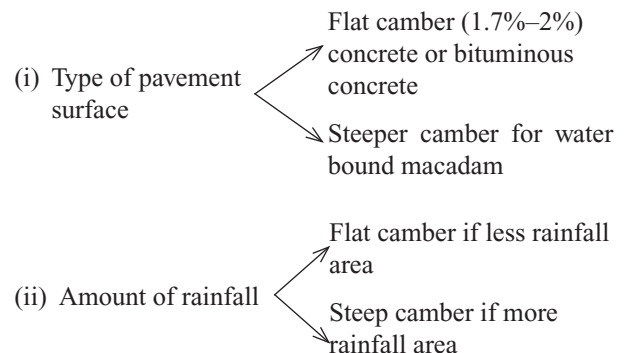 Flat camber (1.7%–2%)
concrete or bituminous
concrete
(i) Type of pavement
surface
Steeper camber for water
bound macadam
Flat camber if less rainfall
area
(ii) Amount of rainfall
Steep camber if more
rainfall area